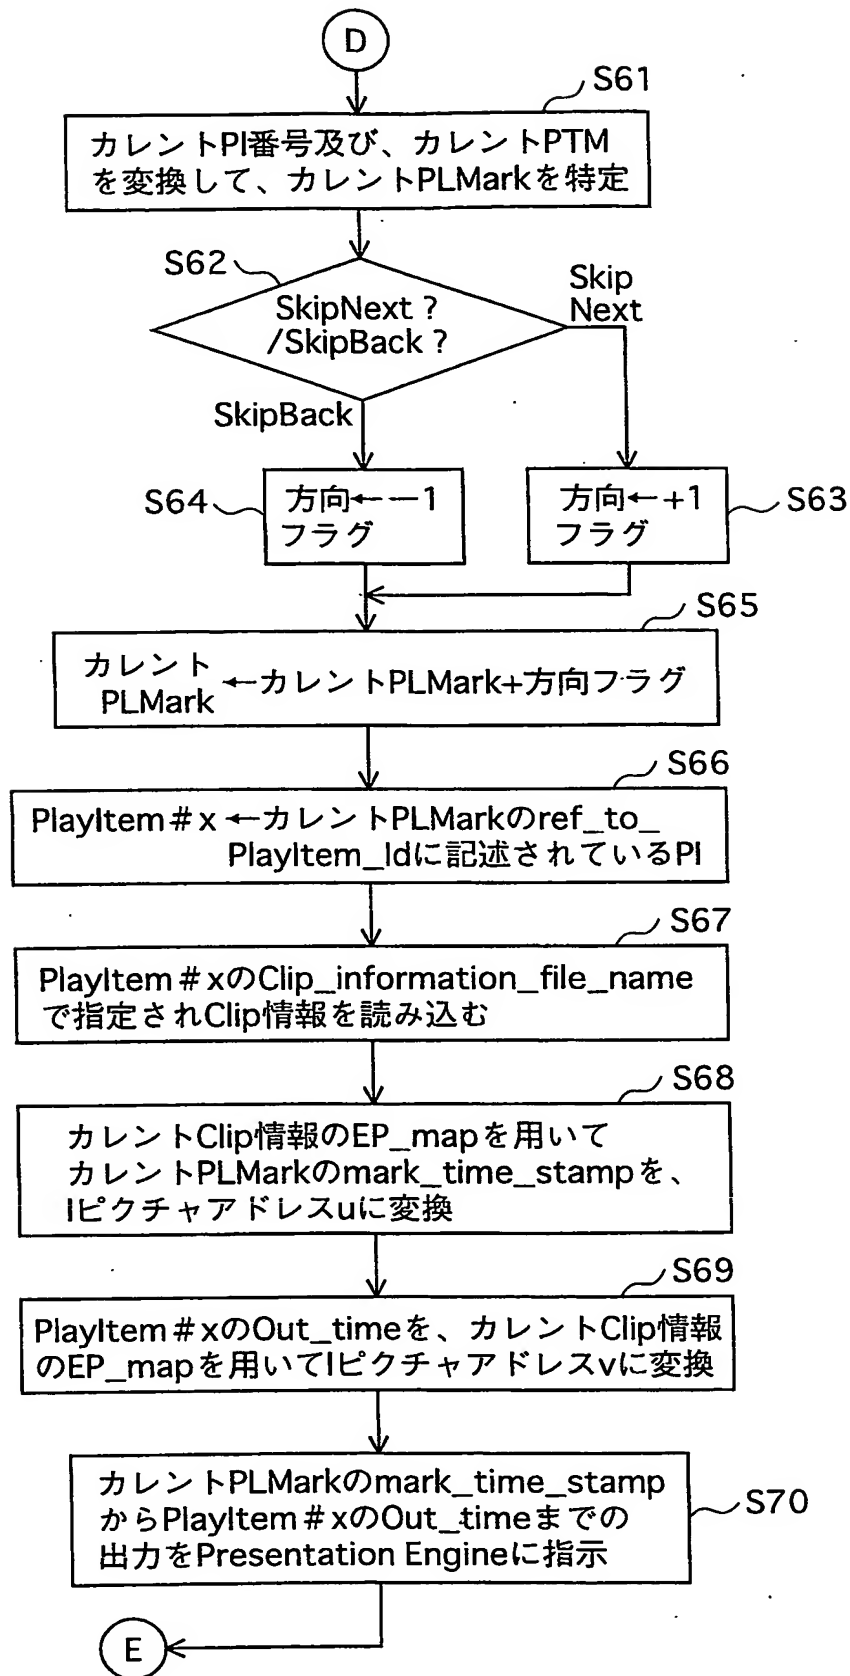 D
S61
カレントPI番号及び、カレントPTM
を変換して、カレントPLMarkを特定
S62
SkipNext ?
/SkipBack ?
Skip
Next
SkipBack
S64
方向←−1
フラグ
方向←+1
フラグ
S63
S65
カレント
PLMark
←カレントPLMark+方向フラグ
S66
PlayItem#x←カレントPLMarkのref_to_
PlayItem_Idに記述されているPI
S67
PlayItem#xのClip_information_file_name
で指定されClip情報を読み込む
S68
カレントClip情報のEP_mapを用いて
カレントPLMarkのmark_time_stampを、
Iピクチャアドレスuに変換
S69
PlayItem#xのOut_timeを、カレントClip情報
のEP_mapを用いてIピクチャアドレスvに変換
カレントPLMarkのmark_time_stamp
からPlayItem#xのOut_timeまでの
出力をPresentation Engineに指示
S70
E